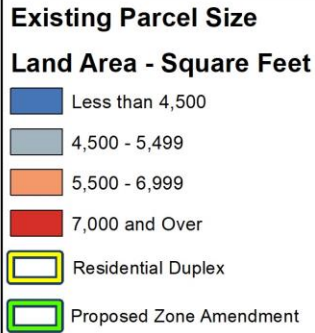 Existing Parcel Size
Land Area - Square Feet
Less than 4,500
4,500 - 5,499
5,500 - 6,999
7,000 and Over
Residential Duplex
Proposed Zone Amendment